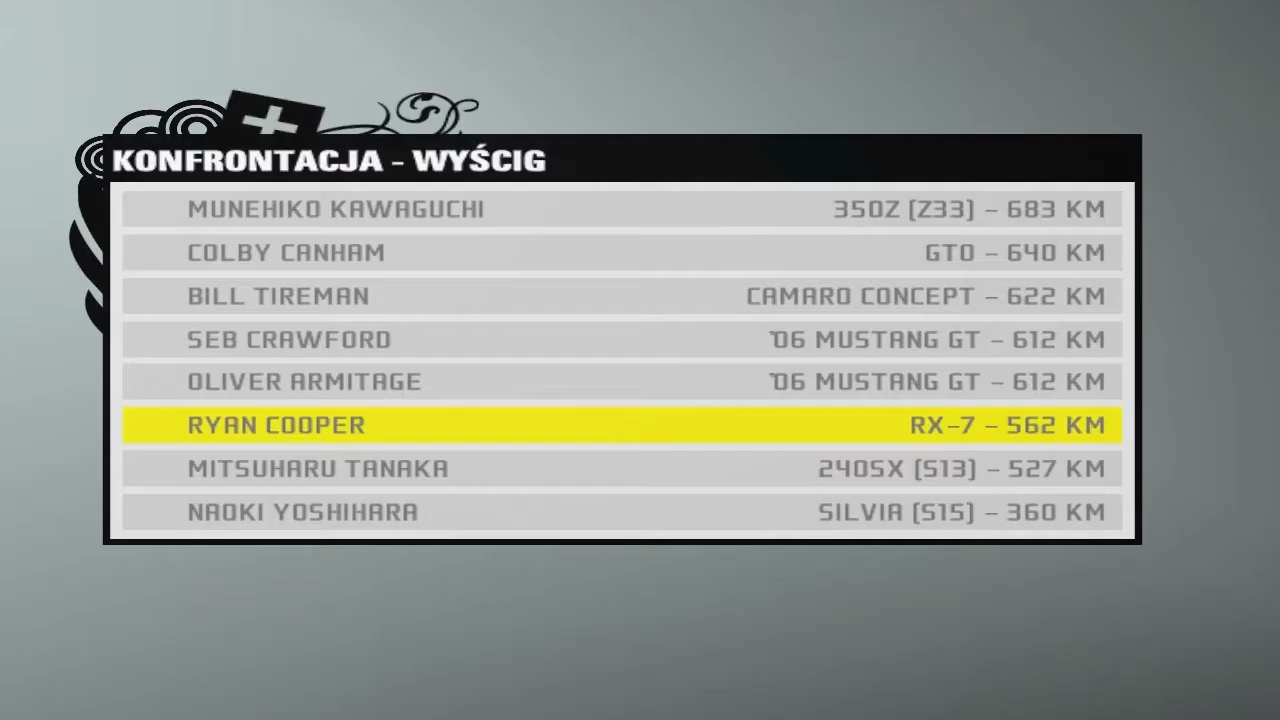 KONFRONTACJA - WYŚCIG
MUNEHIKO KAWAGUCHI 350Z (Z33) - 683 KM
COLBY CANHAM GTO - 640 KM
BILL TIREMAN CAMARO CONCEPT - 622 KM
SEB CRAWFORD '06 MUSTANG GT - 612 KM
OLIVER ARMITAGE '06 MUSTANG GT - 612 KM
RYAN COOPER RX-7 - 562 KM
MITSUHARU TANAKA 240SX (S13) - 527 KM
NAOKI YOSHIHARA SILVIA (S15) - 360 KM